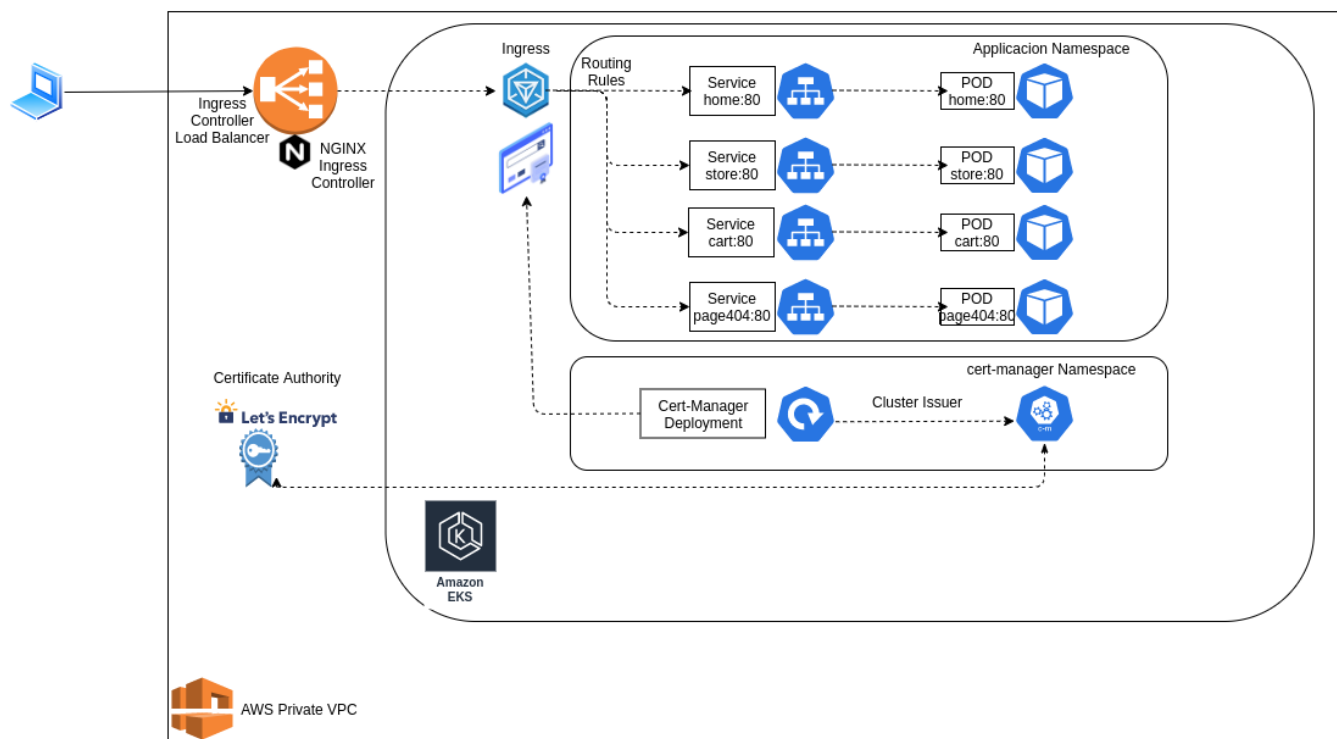 Ingress
Controller
Load Balancer
NGINX
Ingress
Controller
Ingress
Routing
Rules
Applicacion Namespace
Service
home:80
POD
home:80
Service
store:80
POD
store:80
Service
cart:80
POD
cart:80
Service
page404:80
POD
page404:80
cert-manager Namespace
Cert-Manager
Deployment
Cluster Issuer
c-m
Certificate Authority
Let's Encrypt
K
Amazon
EKS
AWS Private VPC